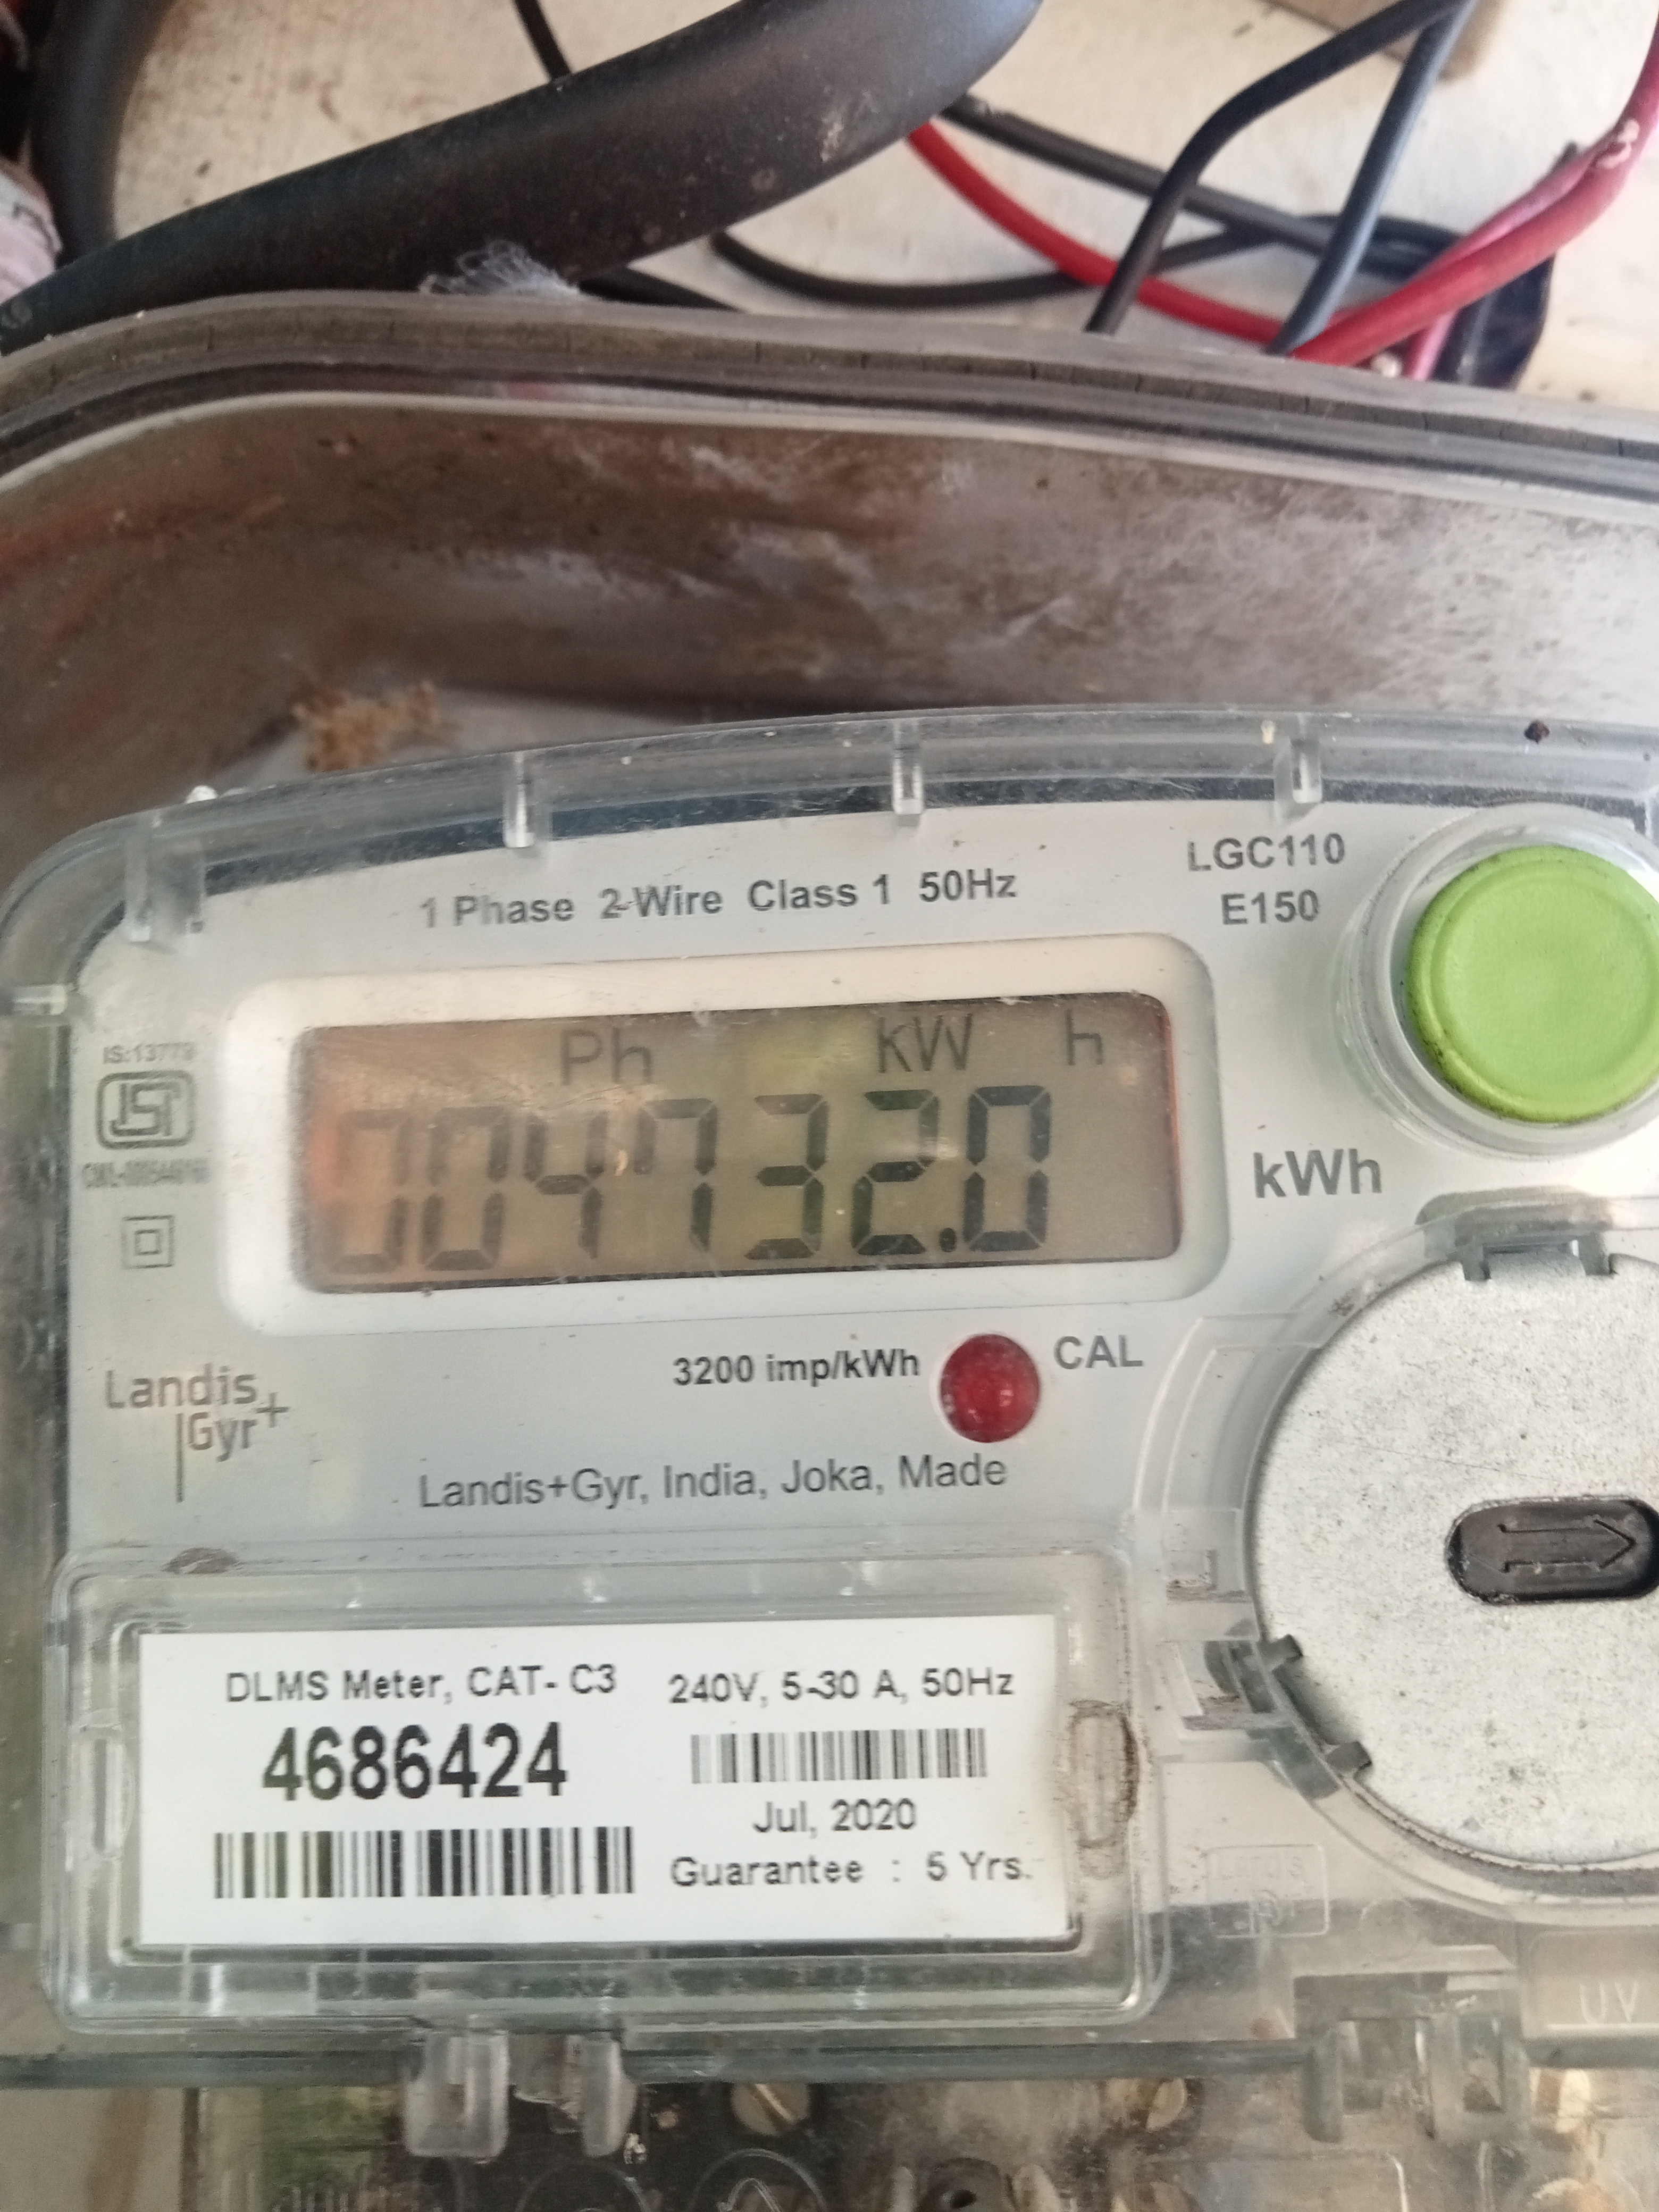 LGC110
E150
1 Phase 2-Wire Class 1 50Hz
IS:13779
ISI
Ph kW h
004732.0
kWh
3200 imp/kWh CAL
Landis
Gyr+
Landis+Gyr, India, Joka, Made
DLMS Meter, CAT- C3
4686424
240V, 5-30 A, 50Hz
Jul, 2020
Guarantee : 5 Yrs.
UV